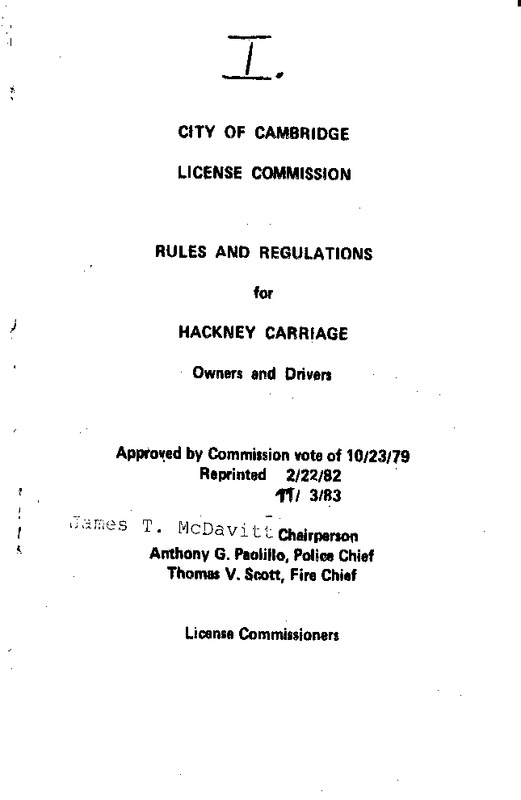 I.
CITY OF CAMBRIDGE
LICENSE COMMISSION
RULES AND REGULATIONS
for
HACKNEY CARRIAGE
Owners and Drivers
Approved by Commission vote of 10/23/79
Reprinted 2/22/82
11/ 3/83
James T. McDavitt Chairperson
Anthony G. Paolillo, Police Chief
Thomas V. Scott, Fire Chief
License Commissioners